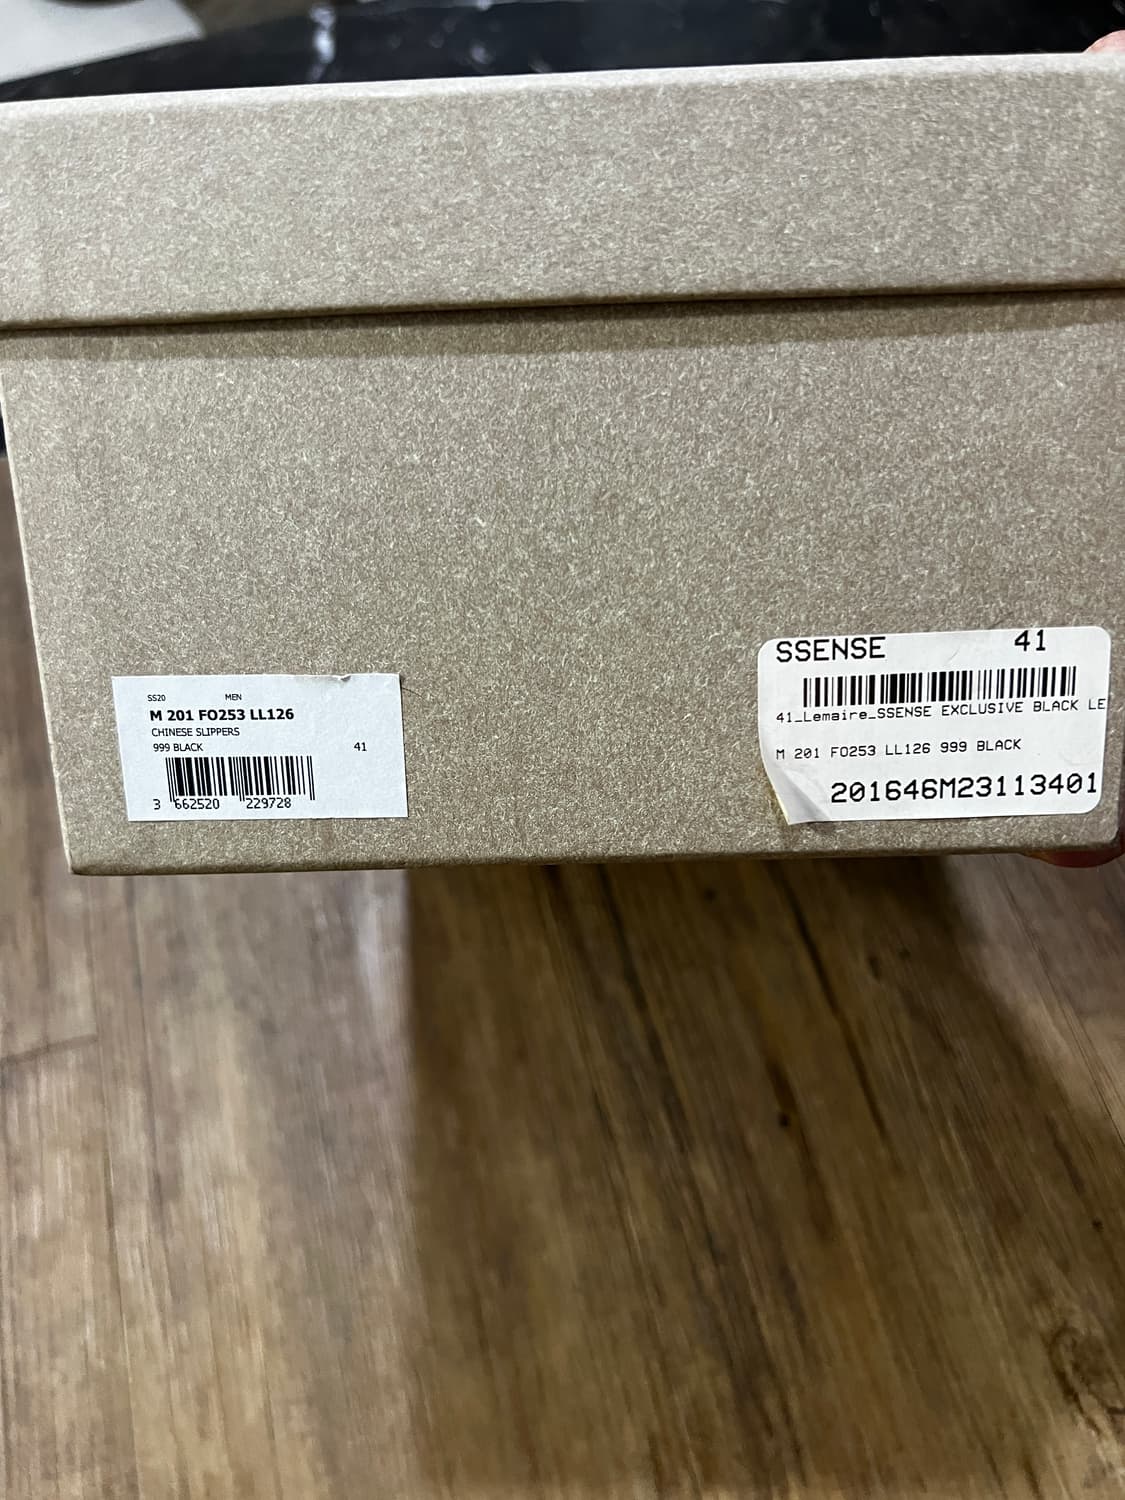 SS20 MEN
M 201 FO253 LL126
CHINESE SLIPPERS
999 BLACK 41
3 662520 229728
SSENSE 41
41_Lemaire_SSENSE EXCLUSIVE BLACK LE
M 201 FO253 LL126 999 BLACK
201646M23113401